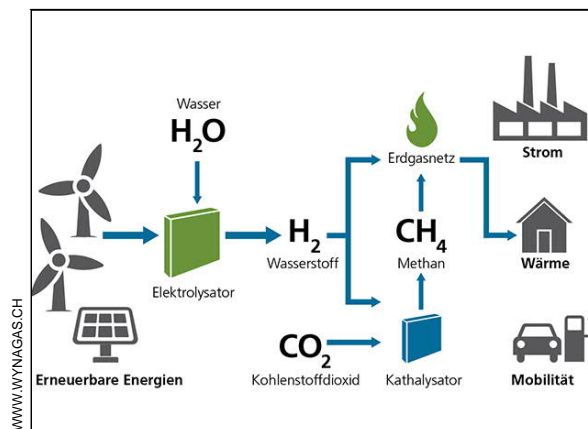 Wasser
H₂O
Erdgasnetz
Strom
H₂
CH₄
Wasserstoff
Methan
Wärme
Elektrolysator
CO₂
Erneuerbare Energien
Kohlenstoffdioxid
Kathalysator
Mobilität
WWW.WYNAGAS.CH